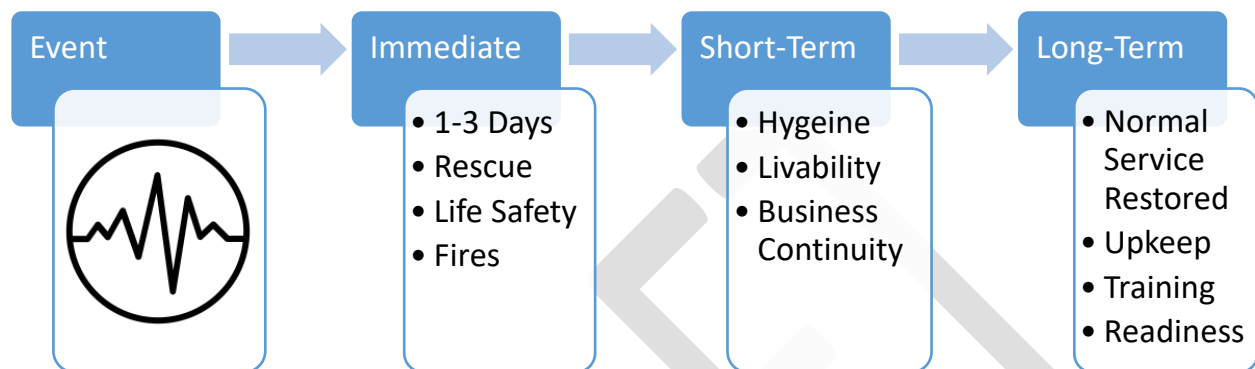 Event
Immediate
• 1-3 Days
• Rescue
• Life Safety
• Fires
Short-Term
• Hygeine
• Livability
• Business
Continuity
Long-Term
• Normal
Service
Restored
• Upkeep
• Training
• Readiness